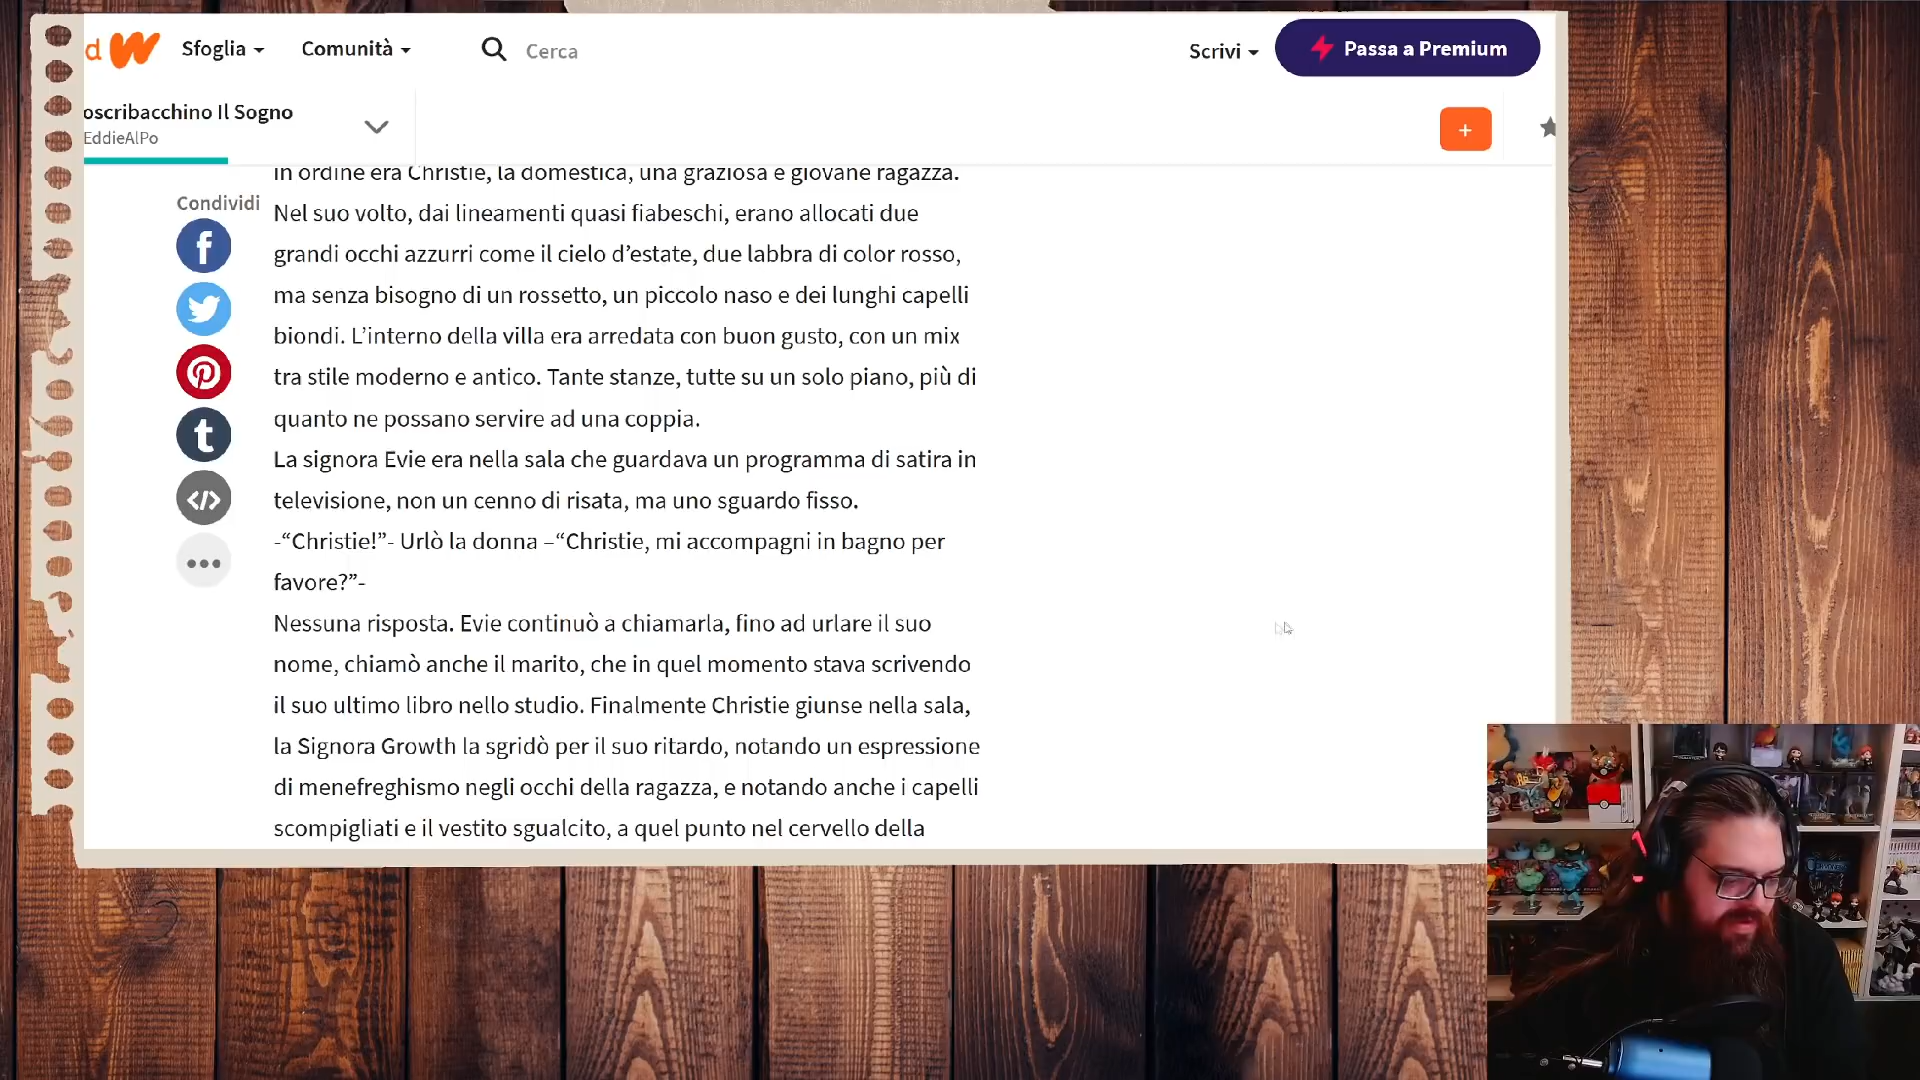 d Sfoglia Comunità Cerca Scrivi Passa a Premium
oscribacchino Il Sogno
EddieAlPo
+
Condividi
in ordine era Christie, la domestica, una graziosa e giovane ragazza.
Nel suo volto, dai lineamenti quasi fiabeschi, erano allocati due
grandi occhi azzurri come il cielo d’estate, due labbra di color rosso,
ma senza bisogno di un rossetto, un piccolo naso e dei lunghi capelli
biondi. L’interno della villa era arredata con buon gusto, con un mix
tra stile moderno e antico. Tante stanze, tutte su un solo piano, più di
quanto ne possano servire ad una coppia.
La signora Evie era nella sala che guardava un programma di satira in
televisione, non un cenno di risata, ma uno sguardo fisso.
-“Christie!”- Urlò la donna –“Christie, mi accompagni in bagno per
favore?”-
Nessuna risposta. Evie continuò a chiamarla, fino ad urlare il suo
nome, chiamò anche il marito, che in quel momento stava scrivendo
il suo ultimo libro nello studio. Finalmente Christie giunse nella sala,
la Signora Growth la sgridò per il suo ritardo, notando un espressione
di menefreghismo negli occhi della ragazza, e notando anche i capelli
scompigliati e il vestito sgualcito, a quel punto nel cervello della